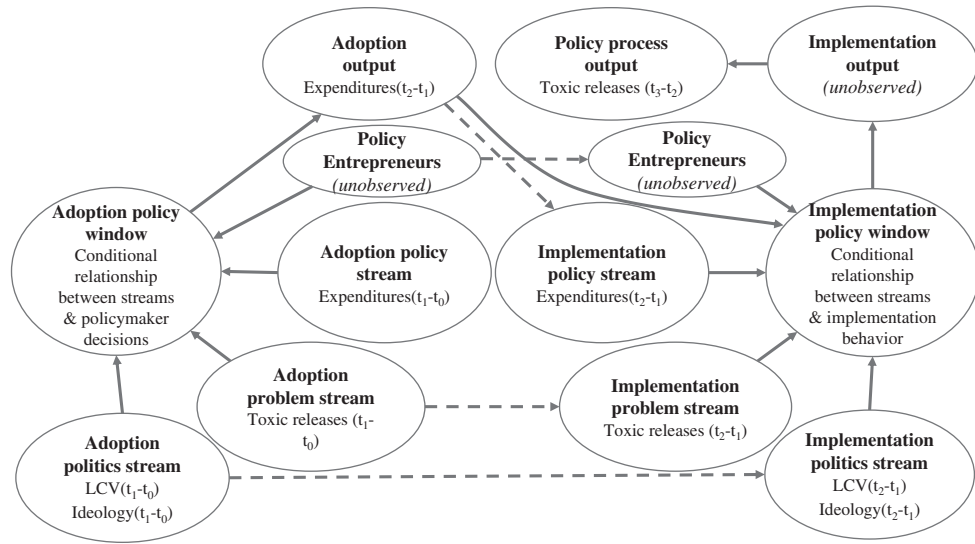 Adoption
output
Expenditures(t₂-t₁)
Policy process
output
Toxic releases (t₃-t₂)
Implementation
output
(unobserved)
Policy
Entrepreneurs
(unobserved)
Policy
Entrepreneurs
(unobserved)
Adoption policy
window
Conditional
relationship
between streams
& policymaker
decisions
Adoption policy
stream
Expenditures(t₁-t₀)
Implementation
policy stream
Expenditures(t₂-t₁)
Implementation
policy window
Conditional
relationship
between streams
& implementation
behavior
Adoption
problem stream
Toxic releases (t₁-
t₀)
Implementation
problem stream
Toxic releases (t₂-t₁)
Adoption
politics stream
LCV(t₁-t₀)
Ideology(t₁-t₀)
Implementation
politics stream
LCV(t₂-t₁)
Ideology(t₂-t₁)